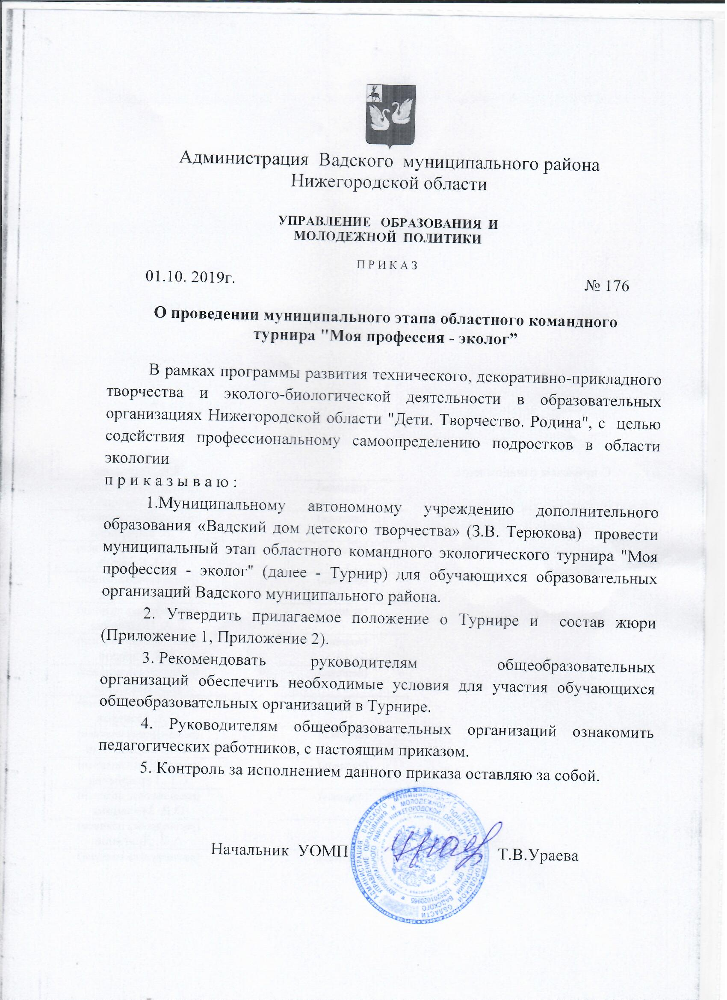 Администрация Вадского муниципального района
Нижегородской области
УПРАВЛЕНИЕ ОБРАЗОВАНИЯ И
МОЛОДЕЖНОЙ ПОЛИТИКИ
П Р И К А З
01.10. 2019г.
№ 176
О проведении муниципального этапа областного командного
турнира "Моя профессия - эколог”
В рамках программы развития технического, декоративно-прикладного
творчества и эколого-биологической деятельности в образовательных
организациях Нижегородской области "Дети. Творчество. Родина", с целью
содействия профессиональному самоопределению подростков в области
экологии
п р и к а з ы в а ю :
1.Муниципальному автономному учреждению дополнительного
образования «Вадский дом детского творчества» (З.В. Терюкова) провести
муниципальный этап областного командного экологического турнира "Моя
профессия - эколог" (далее - Турнир) для обучающихся образовательных
организаций Вадского муниципального района.
2. Утвердить прилагаемое положение о Турнире и состав жюри
(Приложение 1, Приложение 2).
3. Рекомендовать руководителям общеобразовательных
организаций обеспечить необходимые условия для участия обучающихся
общеобразовательных организаций в Турнире.
4. Руководителям общеобразовательных организаций ознакомить
педагогических работников, с настоящим приказом.
5. Контроль за исполнением данного приказа оставляю за собой.
Начальник УОМП
Т.В.Ураева
АДМИНИСТРАЦИЯ ВАДСКОГО МУНИЦИПАЛЬНОГО РАЙОНА НИЖЕГОРОДСКОЙ ОБЛАСТИ
УПРАВЛЕНИЕ ОБРАЗОВАНИЯ И МОЛОДЕЖНОЙ ПОЛИТИКИ АДМИНИСТРАЦИИ ВАДСКОГО
МУНИЦИПАЛЬНОГО РАЙОНА НИЖЕГОРОДСКОЙ ОБЛАСТИ
ОГРН 1025201020965